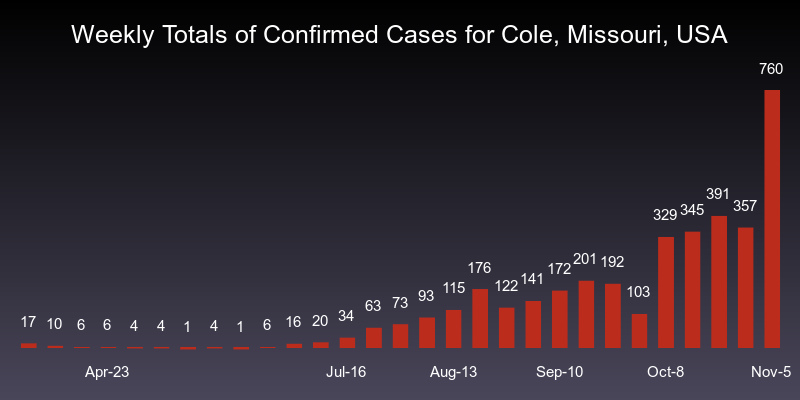 Weekly Totals of Confirmed Cases for Cole, Missouri, USA
17 10 6 6 4 4 1 4 1 6 16 20 34 63 73 93 115 176 122 141 172 201 192 103 329 345 391 357 760
Apr-23 Jul-16 Aug-13 Sep-10 Oct-8 Nov-5